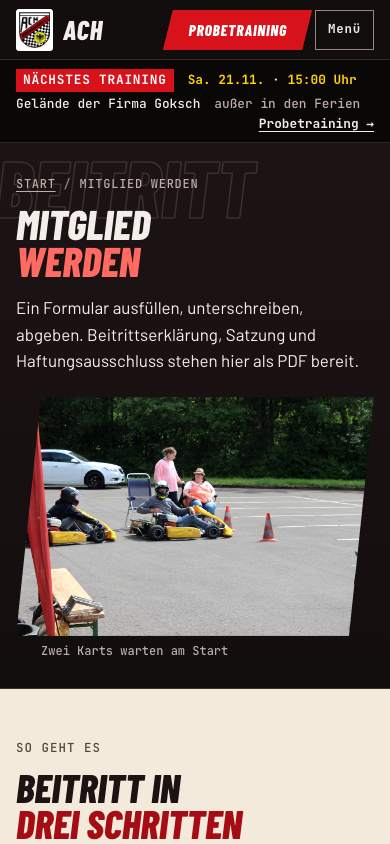 ACH
ACH
PROBETRAINING
Menü
NÄCHSTES TRAINING Sa. 21.11. · 15:00 Uhr
Gelände der Firma Goksch außer in den Ferien
Probetraining →
BEITRITT
START / MITGLIED WERDEN
MITGLIED
WERDEN
Ein Formular ausfüllen, unterschreiben,
abgeben. Beitrittserklärung, Satzung und
Haftungsausschluss stehen hier als PDF bereit.
Zwei Karts warten am Start
SO GEHT ES
BEITRITT IN
DREI SCHRITTEN